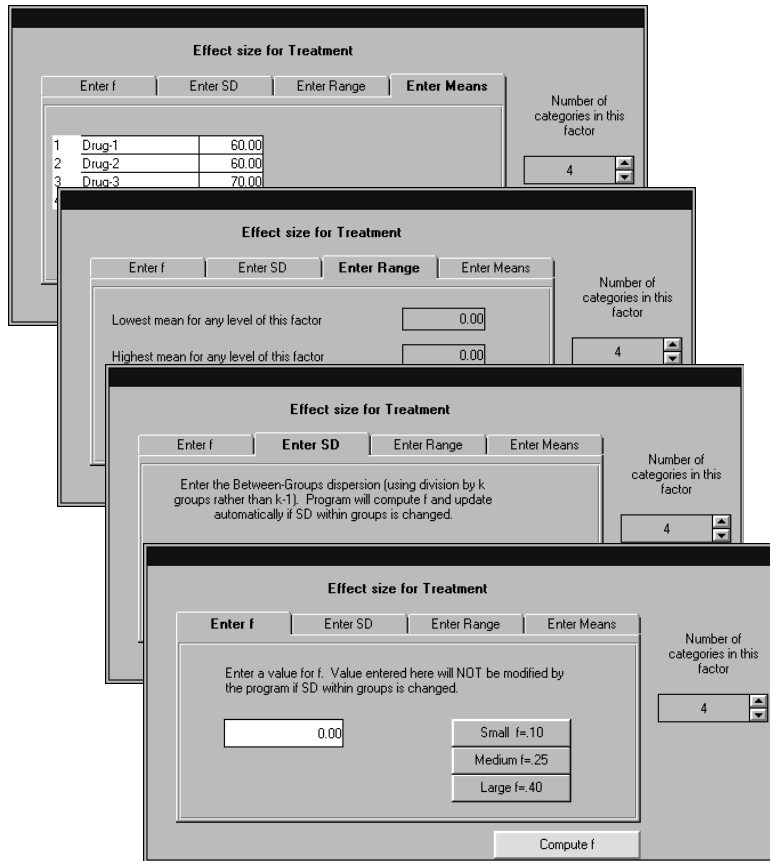 Effect size for Treatment
Enter f Enter SD Enter Range Enter Means
Number of
categories in this
factor
4
1 Drug-1 60.00
2 Drug-2 60.00
3 Drug-3 70.00
Effect size for Treatment
Enter f Enter SD Enter Range Enter Means
Number of
categories in this
factor
4
Lowest mean for any level of this factor 0.00
Highest mean for any level of this factor 0.00
Effect size for Treatment
Enter f Enter SD Enter Range Enter Means
Number of
categories in this
factor
4
Enter the Between-Groups dispersion (using division by k
groups rather than k-1). Program will compute f and update
automatically if SD within groups is changed.
Effect size for Treatment
Enter f Enter SD Enter Range Enter Means
Number of
categories in this
factor
4
Enter a value for f. Value entered here will NOT be modified by
the program if SD within groups is changed.
0.00
Small f=.10
Medium f=.25
Large f=.40
Compute f